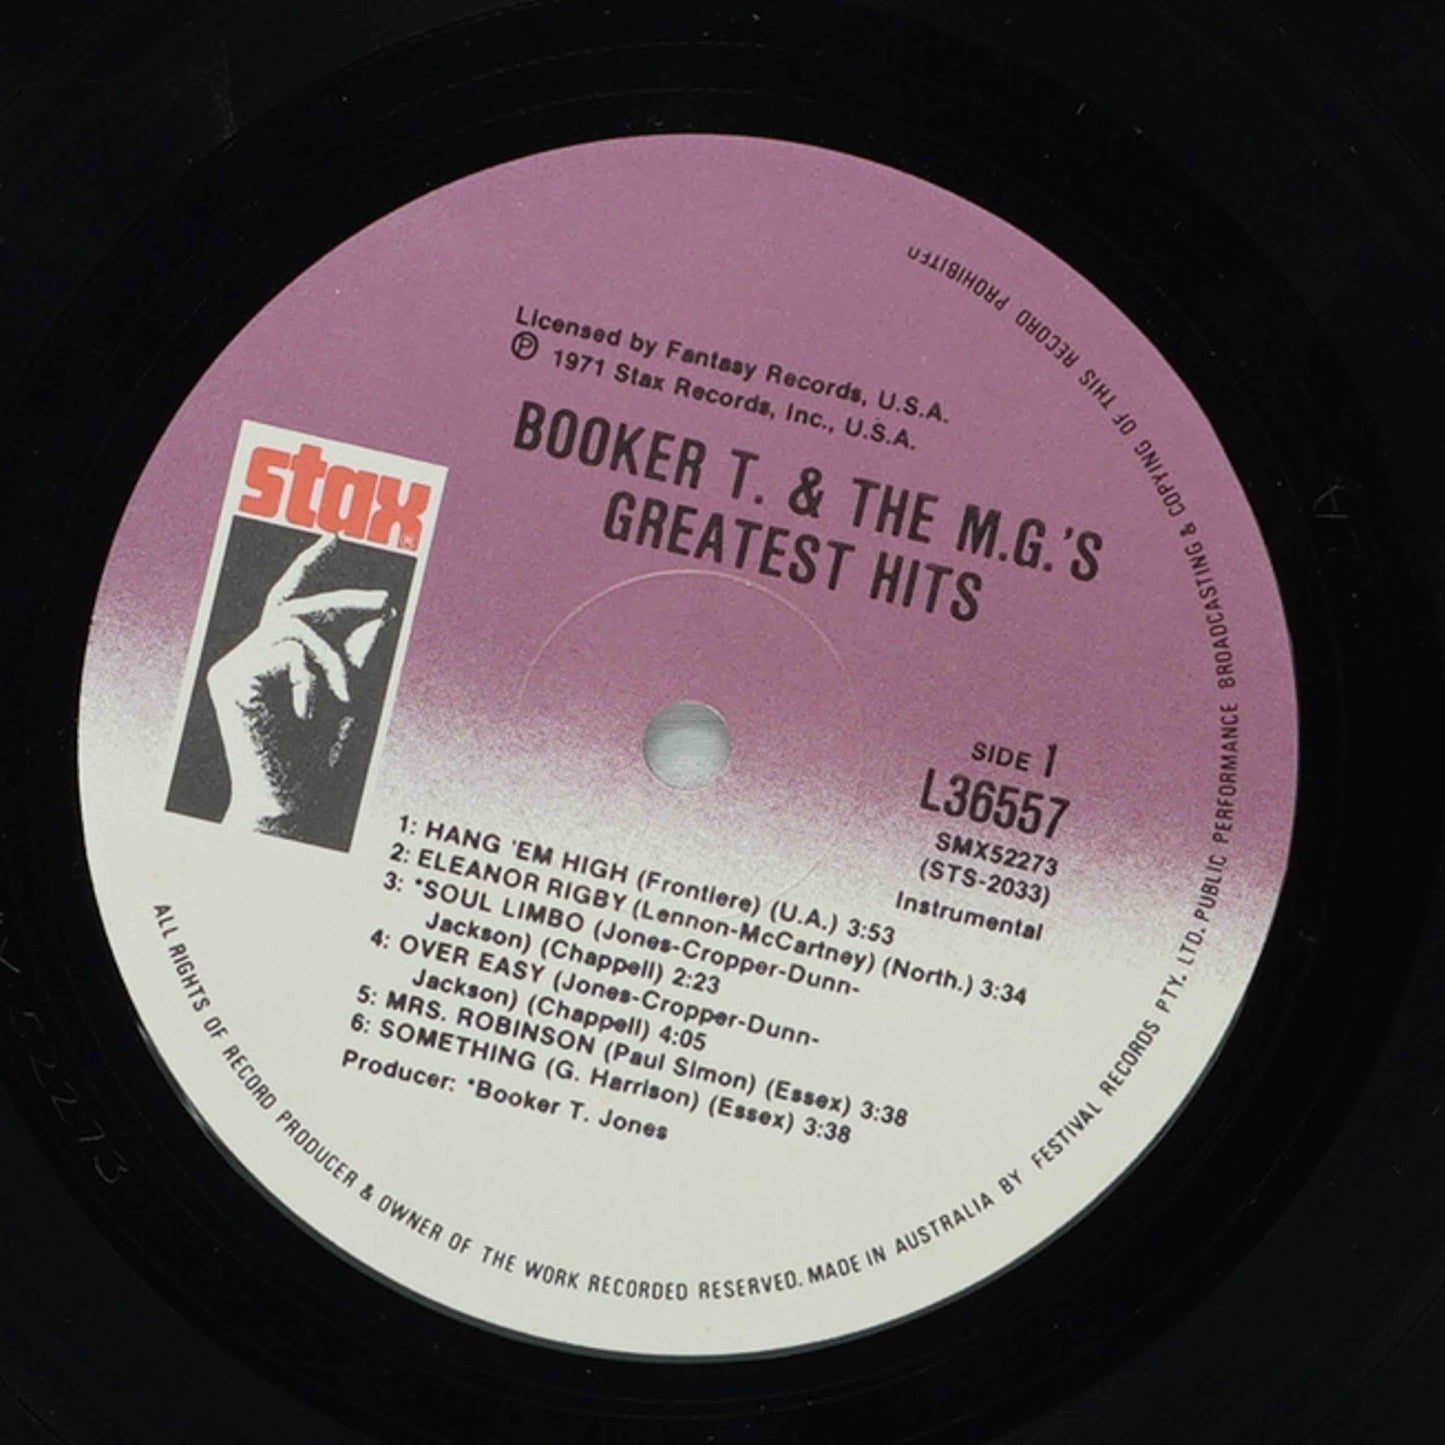 Licensed by Fantasy Records, U.S.A.
℗ 1971 Stax Records, Inc., U.S.A.
BOOKER T. & THE M.G.'S
GREATEST HITS
stax
SIDE 1
L36557
SMX52273
(STS-2033)
Instrumental
1: HANG 'EM HIGH (Frontiere) (U.A.) 3:53
2: ELEANOR RIGBY (Lennon-McCartney) (North.) 3:34
3: *SOUL LIMBO (Jones-Cropper-Dunn-
Jackson) (Chappell) 2:23
4: OVER EASY (Jones-Cropper-Dunn-
Jackson) (Chappell) 4:05
5: MRS. ROBINSON (Paul Simon) (Essex) 3:38
6: SOMETHING (G. Harrison) (Essex) 3:38
Producer: *Booker T. Jones
ALL RIGHTS OF RECORD PRODUCER & OWNER OF THE WORK RECORDED RESERVED. MADE IN AUSTRALIA BY FESTIVAL RECORDS PTY. LTD. PUBLIC PERFORMANCE BROADCASTING & COPYING OF THIS RECORD PROHIBITED